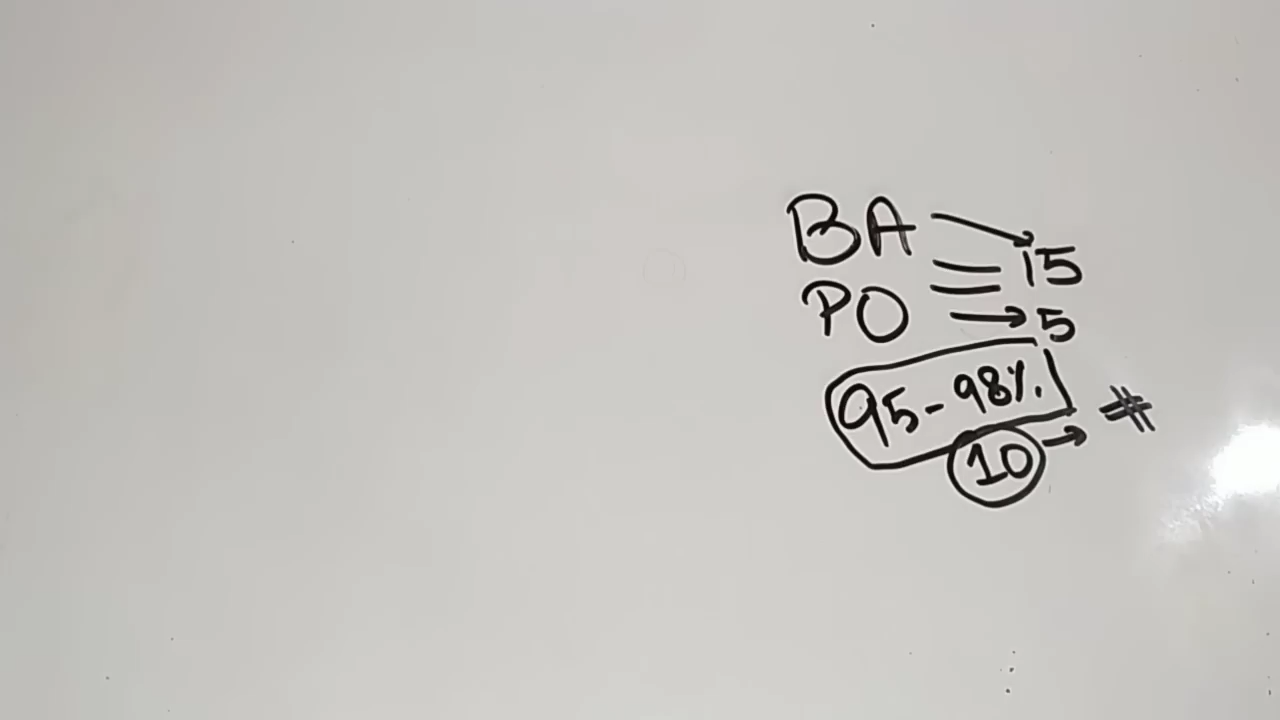 BA → 15
PO → 5
95-98%.
10 → #